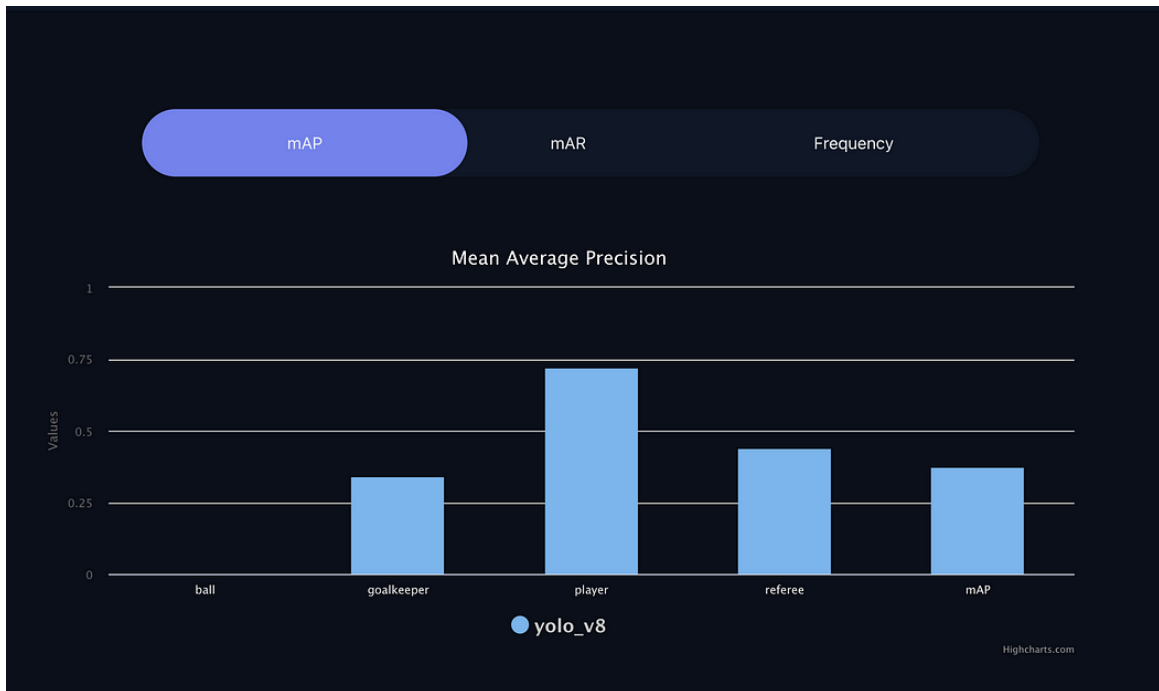 mAP mAR Frequency
Mean Average Precision
1
0.75
0.5
0.25
0
Values
ball goalkeeper player referee mAP
yolo_v8
Highcharts.com